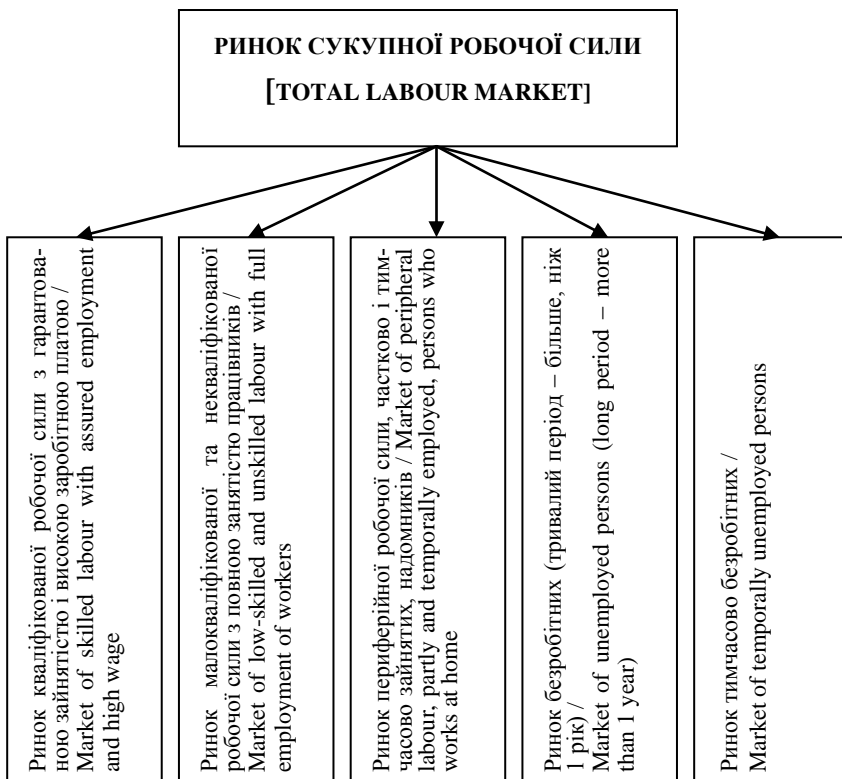 РИНОК СУКУПНОЇ РОБОЧОЇ СИЛИ
[TOTAL LABOUR MARKET]
Ринок кваліфікованої робочої сили з гарантова-
ною зайнятістю і високою заробітною платою /
Market of skilled labour with assured employment
and high wage
Ринок малокваліфікованої та некваліфікованої
робочої сили з повною занятістю працівників /
Market of low-skilled and unskilled labour with full
employment of workers
Ринок периферійної робочої сили, частково і тим-
часово зайнятих, надомників / Market of peripheral
labour, partly and temporally employed, persons who
works at home
Ринок безробітних (тривалий період – більше, ніж
1 рік) /
Market of unemployed persons (long period – more
than 1 year)
Ринок тимчасово безробітних /
Market of temporally unemployed persons